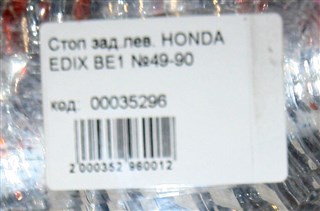 Стоп зад.лев. HONDA
EDIX BE1 №49-90
код: 00035296
2 000352 960012